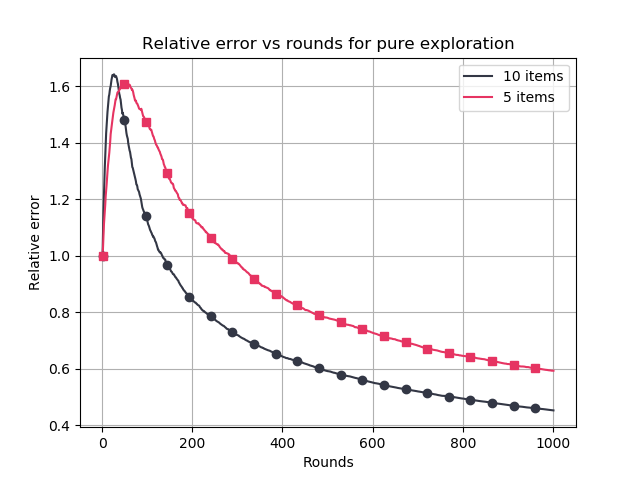 Relative error vs rounds for pure exploration
10 items
5 items
1.6
1.4
1.2
1.0
0.8
0.6
0.4
Relative error
0 200 400 600 800 1000
Rounds